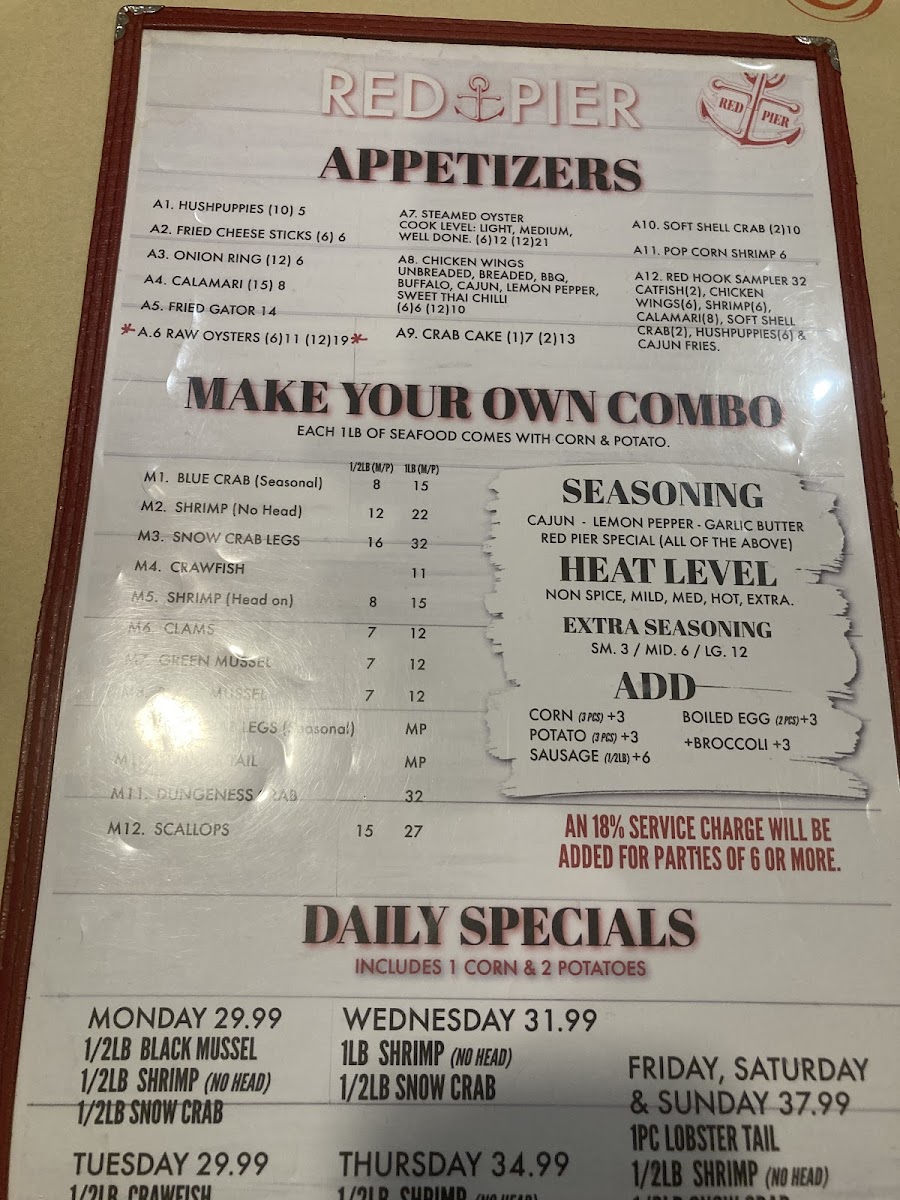 RED PIER
RED PIER
APPETIZERS
A1. HUSHPUPPIES (10) 5
A2. FRIED CHEESE STICKS (6) 6
A3. ONION RING (12) 6
A4. CALAMARI (15) 8
A5. FRIED GATOR 14
*A.6 RAW OYSTERS (6)11 (12)19*
A7. STEAMED OYSTER
COOK LEVEL: LIGHT, MEDIUM,
WELL DONE. (6)12 (12)21
A8. CHICKEN WINGS
UNBREADED, BREADED, BBQ,
BUFFALO, CAJUN, LEMON PEPPER,
SWEET THAI CHILLI
(6)6 (12)10
A9. CRAB CAKE (1)7 (2)13
A10. SOFT SHELL CRAB (2)10
A11. POP CORN SHRIMP 6
A12. RED HOOK SAMPLER 32
CATFISH(2), CHICKEN
WINGS(6), SHRIMP(6),
CALAMARI(8), SOFT SHELL
CRAB(2), HUSHPUPPIES(6) &
CAJUN FRIES.
MAKE YOUR OWN COMBO
EACH 1LB OF SEAFOOD COMES WITH CORN & POTATO.
1/2LB (M/P) 1LB (M/P)
M1. BLUE CRAB (Seasonal) 8 15
M2. SHRIMP (No Head) 12 22
M3. SNOW CRAB LEGS 16 32
M4. CRAWFISH 11
M5. SHRIMP (Head on) 8 15
M6. CLAMS 7 12
M7. GREEN MUSSEL 7 12
MUSSEL 7 12
LEGS (Seasonal) MP
TAIL MP
M11. DUNGENESS CRAB 32
M12. SCALLOPS 15 27
SEASONING
CAJUN - LEMON PEPPER - GARLIC BUTTER
RED PIER SPECIAL (ALL OF THE ABOVE)
HEAT LEVEL
NON SPICE, MILD, MED, HOT, EXTRA.
EXTRA SEASONING
SM. 3 / MID. 6 / LG. 12
ADD
CORN (3 PCS) +3
POTATO (3 PCS) +3
SAUSAGE (1/2LB) +6
BOILED EGG (2 PCS) +3
+BROCCOLI +3
AN 18% SERVICE CHARGE WILL BE
ADDED FOR PARTIES OF 6 OR MORE.
DAILY SPECIALS
INCLUDES 1 CORN & 2 POTATOES
MONDAY 29.99
1/2LB BLACK MUSSEL
1/2LB SHRIMP (NO HEAD)
1/2LB SNOW CRAB
TUESDAY 29.99
1/2LB CRAWFISH
WEDNESDAY 31.99
1LB SHRIMP (NO HEAD)
1/2LB SNOW CRAB
THURSDAY 34.99
1/2LB SHRIMP (NO HEAD)
FRIDAY, SATURDAY
& SUNDAY 37.99
1PC LOBSTER TAIL
1/2LB SHRIMP (NO HEAD)